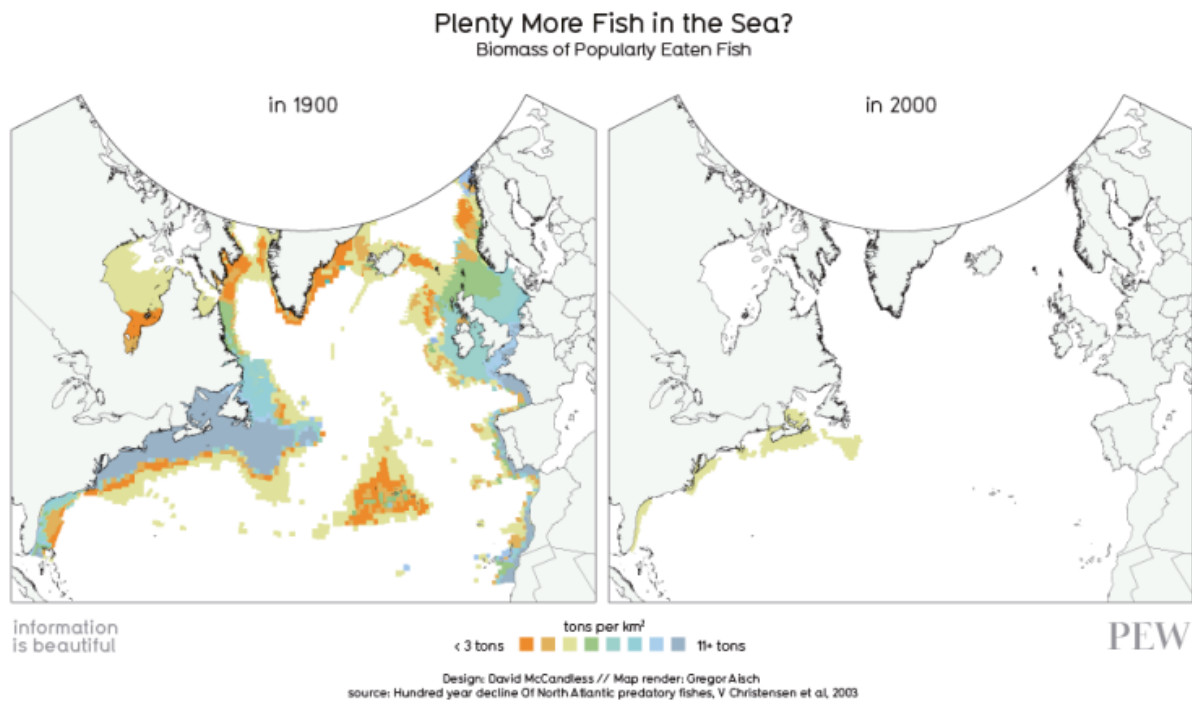 Plenty More Fish in the Sea?
Biomass of Popularly Eaten Fish
in 1900
in 2000
information
is beautiful
tons per km²
< 3 tons
11+ tons
PEW
Design: David McCandless // Map render: Gregor Aisch
source: Hundred year decline Of North Atlantic predatory fishes, V Christensen et al, 2003